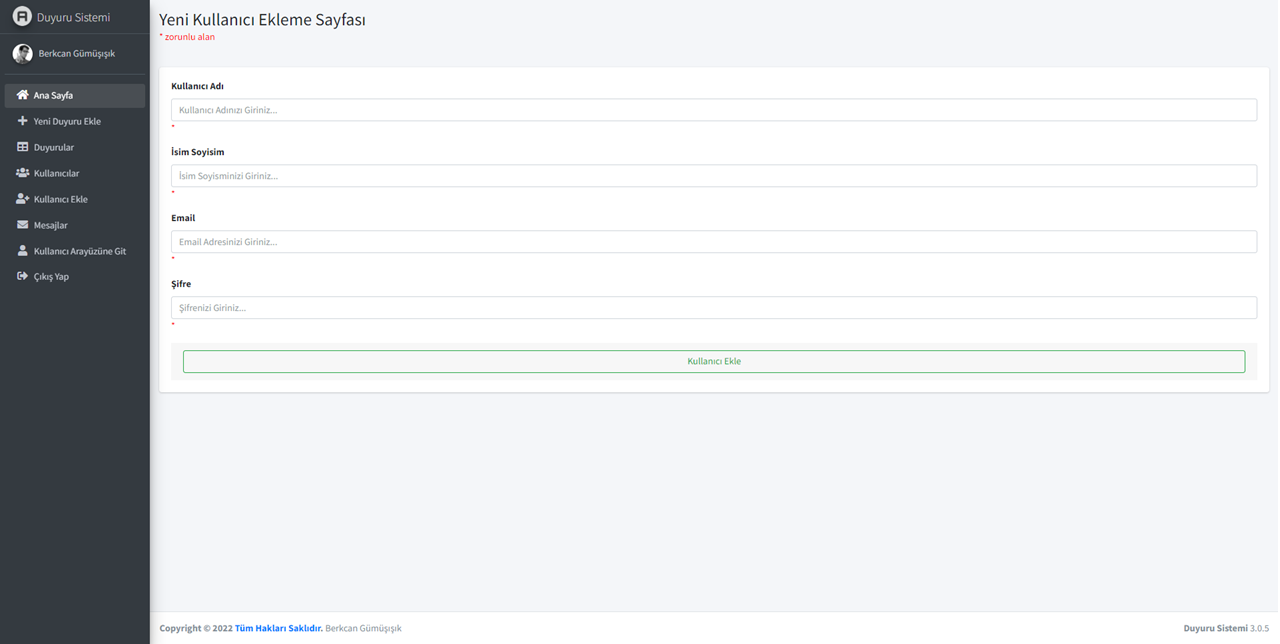 Duyuru Sistemi
Berkcan Gümüşışık
Ana Sayfa
Yeni Duyuru Ekle
Duyurular
Kullanıcılar
Kullanıcı Ekle
Mesajlar
Kullanıcı Arayüzüne Git
Çıkış Yap
Yeni Kullanıcı Ekleme Sayfası
* zorunlu alan
Kullanıcı Adı
Kullanıcı Adınızı Giriniz...
*
İsim Soyisim
İsim Soyisminizi Giriniz...
*
Email
Email Adresinizi Giriniz...
*
Şifre
Şifrenizi Giriniz...
*
Kullanıcı Ekle
Copyright © 2022 Tüm Hakları Saklıdır. Berkcan Gümüşışık
Duyuru Sistemi 3.0.5